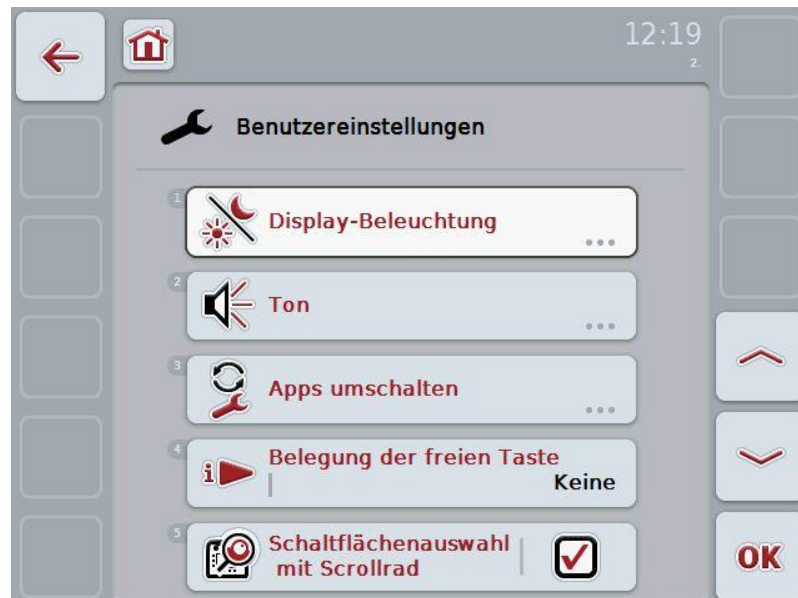 12:19
2.
Benutzereinstellungen
1
Display-Beleuchtung
2
Ton
3
Apps umschalten
4
Belegung der freien Taste
i
Keine
5
Schaltflächenauswahl
mit Scrollrad
OK